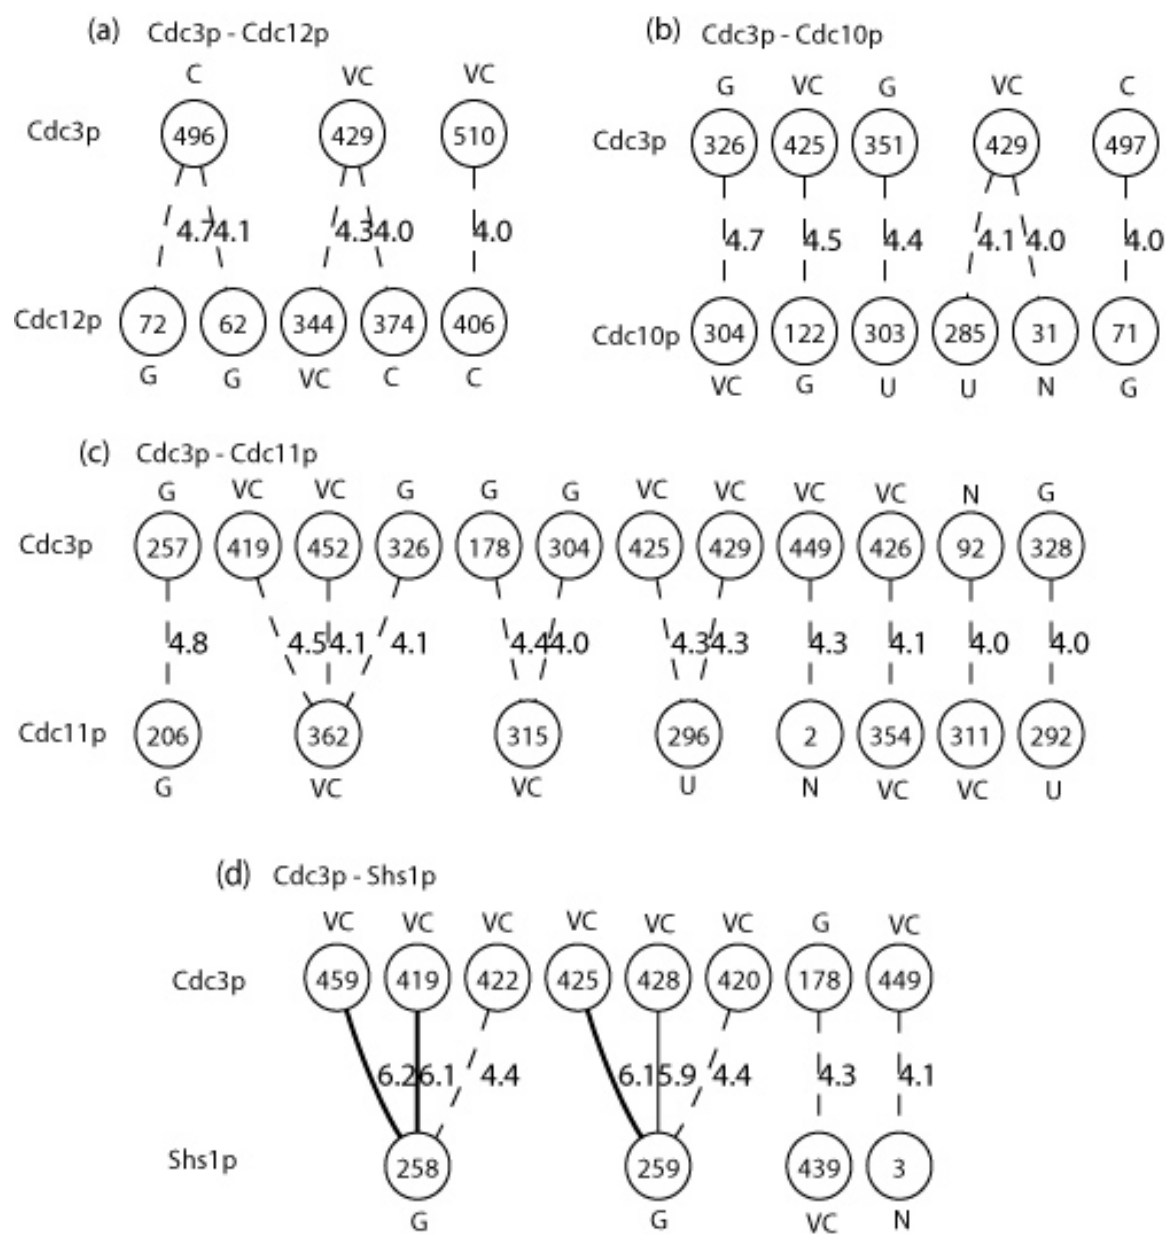 (a) Cdc3p - Cdc12p
C VC VC
Cdc3p 496 429 510
4.7 4.1 4.3 4.0 4.0
Cdc12p 72 62 344 374 406
G G VC C C
(b) Cdc3p - Cdc10p
G VC G VC C
Cdc3p 326 425 351 429 497
4.7 4.5 4.4 4.1 4.0 4.0
Cdc10p 304 122 303 285 31 71
VC G U U N G
(c) Cdc3p - Cdc11p
G VC VC G G G VC VC VC VC N G
Cdc3p 257 419 452 326 178 304 425 429 449 426 92 328
4.8 4.5 4.1 4.1 4.4 4.0 4.3 4.3 4.3 4.1 4.0 4.0
Cdc11p 206 362 315 296 2 354 311 292
G VC VC U N VC VC U
(d) Cdc3p - Shs1p
VC VC VC VC VC VC G VC
Cdc3p 459 419 422 425 428 420 178 449
6.2 6.1 4.4 6.1 5.9 4.4 4.3 4.1
Shs1p 258 259 439 3
G G VC N